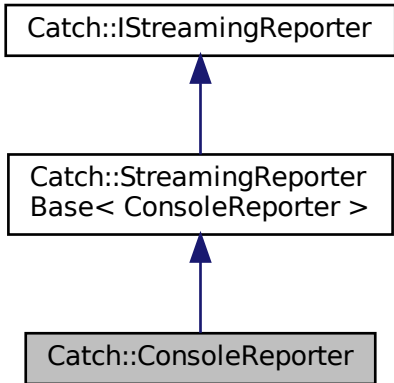 Catch::IStreamingReporter
Catch::StreamingReporter
Base< ConsoleReporter >
Catch::ConsoleReporter